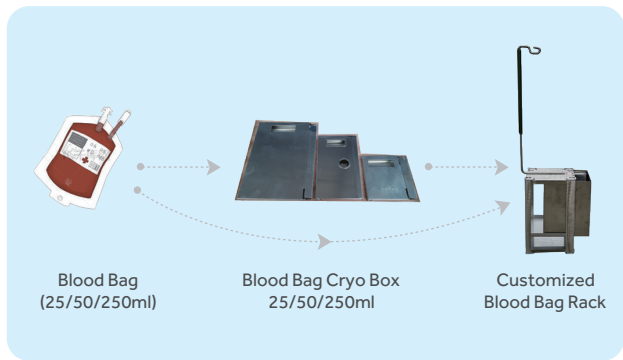 Blood Bag
(25/50/250ml)
Blood Bag Cryo Box
25/50/250ml
Customized
Blood Bag Rack